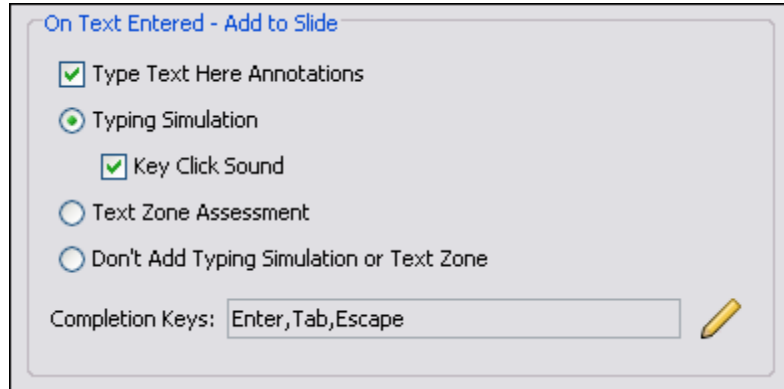 On Text Entered - Add to Slide
Type Text Here Annotations
Typing Simulation
Key Click Sound
Text Zone Assessment
Don't Add Typing Simulation or Text Zone
Completion Keys: Enter,Tab,Escape